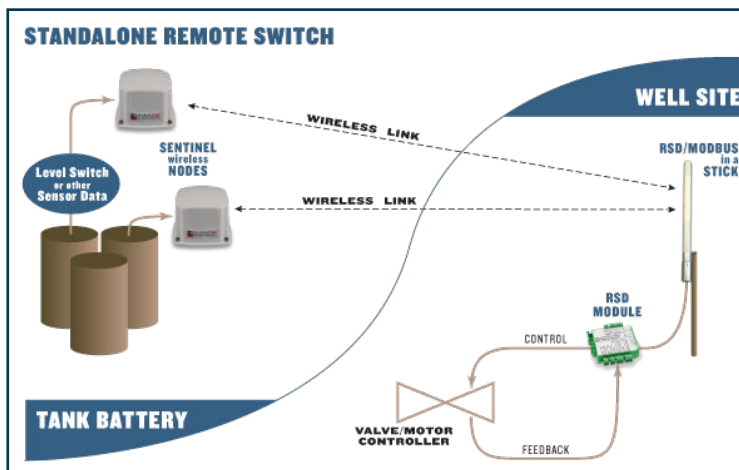 STANDALONE REMOTE SWITCH
WELL SITE
WIRELESS LINK
RSD/MODBUS
in a
STICK
SENTINEL
wireless
NODES
Level Switch
or other
Sensor Data
WIRELESS LINK
RSD
MODULE
CONTROL
TANK BATTERY
VALVE/MOTOR
CONTROLLER
FEEDBACK